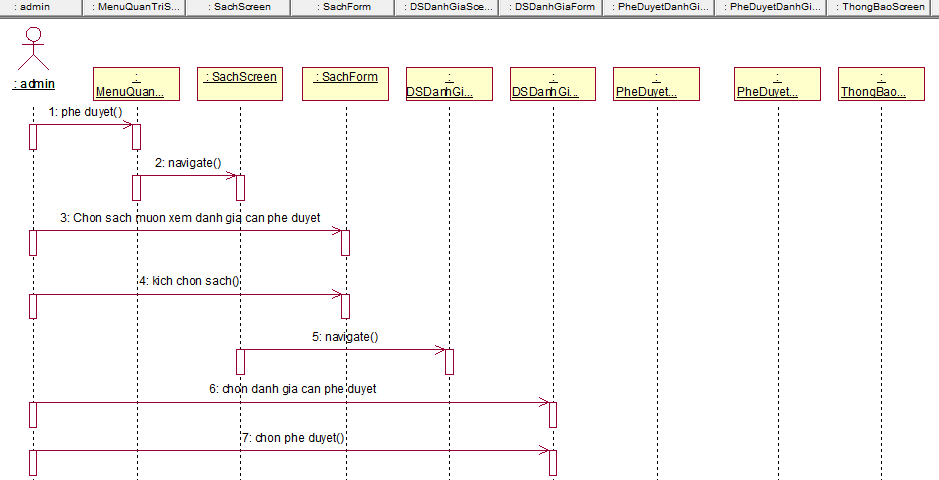 : admin
: MenuQuanTriS...
: SachScreen
: SachForm
: DSDanhGiaSce...
: DSDanhGiaForm
: PheDuyetDanhGi...
: PheDuyetDanhGi...
: ThongBaoScreen
: admin
:
MenuQuan...
: SachScreen
: SachForm
:
DSDanhGi...
:
DSDanhGi...
:
PheDuyet...
:
PheDuyet...
:
ThongBao...
1: phe duyet()
2: navigate()
3: Chon sach muon xem danh gia can phe duyet
4: kich chon sach()
5: navigate()
6: chon danh gia can phe duyet
7: chon phe duyet()